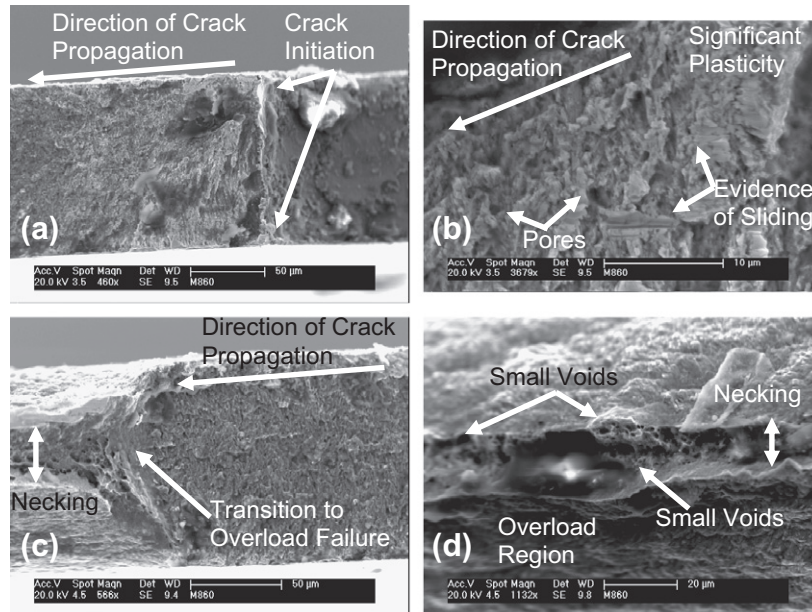 Direction of Crack
Propagation
Crack
Initiation
(a)
Acc.V Spot Magn Det WD 50 µm
20.0 kV 3.5 460x SE 9.5 M860
Direction of Crack
Propagation
Significant
Plasticity
Evidence
of Sliding
Pores
(b)
Acc.V Spot Magn Det WD 10 µm
20.0 kV 3.5 3679x SE 9.5 M860
Direction of Crack
Propagation
Necking
Transition to
Overload Failure
(c)
Acc.V Spot Magn Det WD 50 µm
20.0 kV 4.5 566x SE 9.4 M860
Small Voids
Necking
Small Voids
Overload
Region
(d)
Acc.V Spot Magn Det WD 20 µm
20.0 kV 4.5 1132x SE 9.8 M860